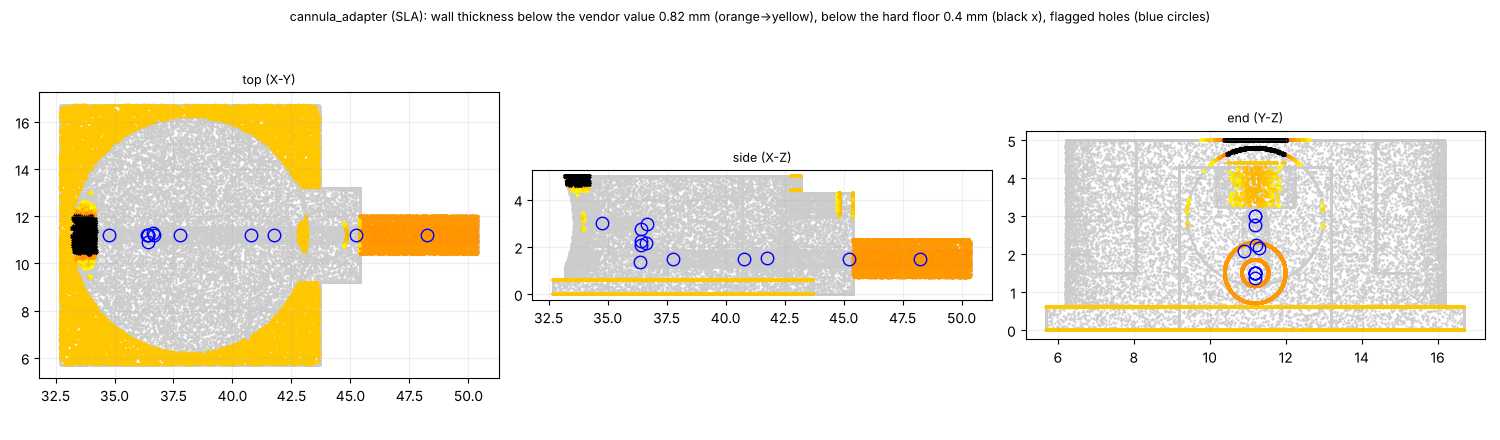 cannula_adapter (SLA): wall thickness below the vendor value 0.82 mm (orange→yellow), below the hard floor 0.4 mm (black x), flagged holes (blue circles)
top (X-Y)
16
14
12
10
8
6
32.5 35.0 37.5 40.0 42.5 45.0 47.5 50.0
side (X-Z)
4
2
0
32.5 35.0 37.5 40.0 42.5 45.0 47.5 50.0
end (Y-Z)
5
4
3
2
1
0
6 8 10 12 14 16